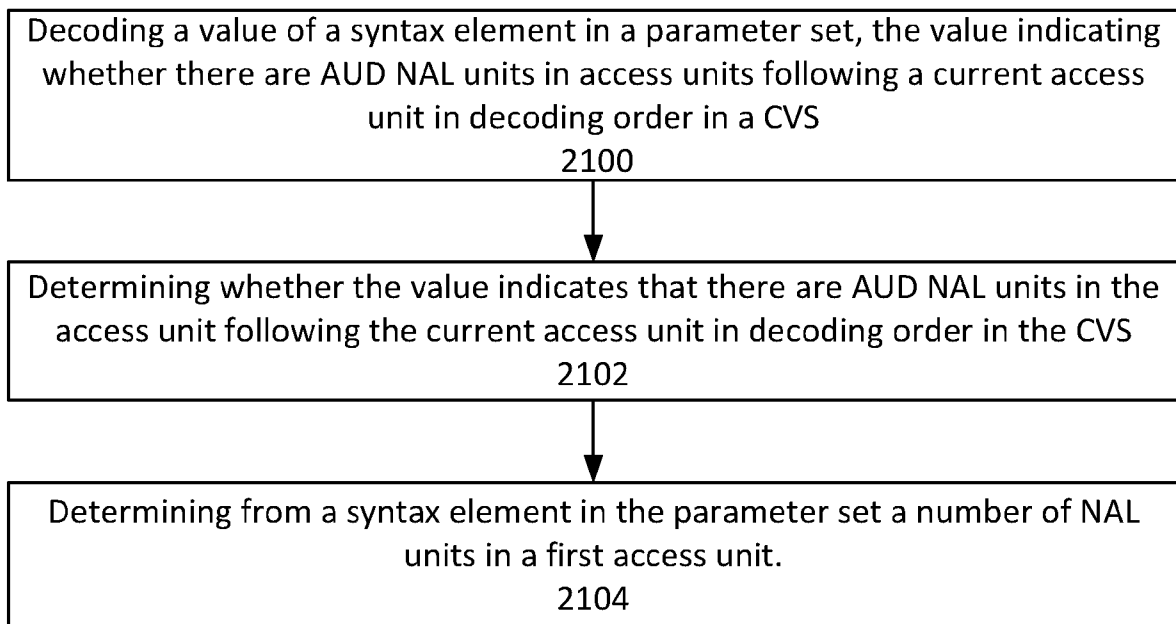 Decoding a value of a syntax element in a parameter set, the value indicating
whether there are AUD NAL units in access units following a current access
unit in decoding order in a CVS
2100
Determining whether the value indicates that there are AUD NAL units in the
access unit following the current access unit in decoding order in the CVS
2102
Determining from a syntax element in the parameter set a number of NAL
units in a first access unit.
2104